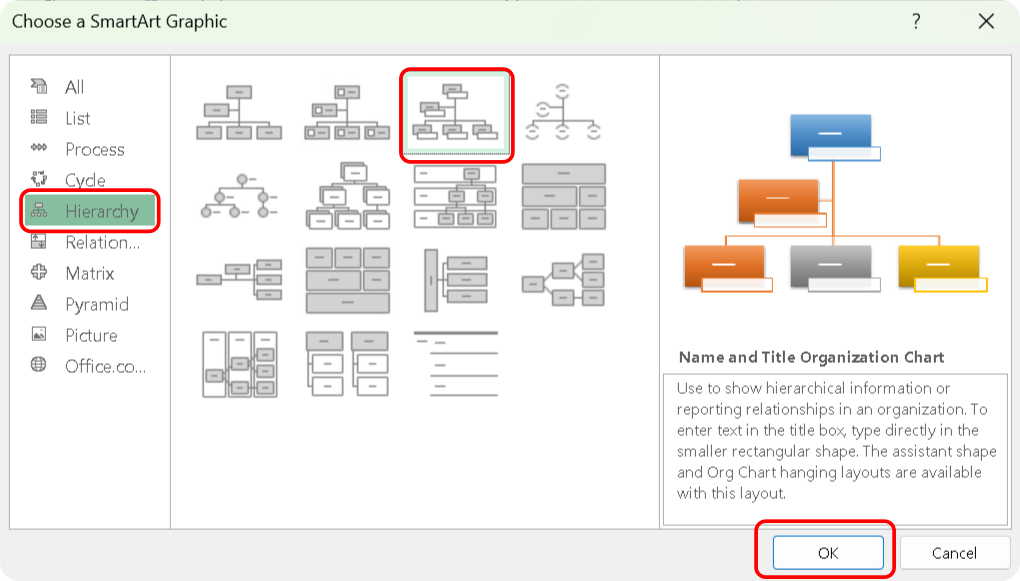 Choose a SmartArt Graphic
?
All
List
Process
Cycle
Hierarchy
Relation...
Matrix
Pyramid
Picture
Office.co...
Name and Title Organization Chart
Use to show hierarchical information or
reporting relationships in an organization. To
enter text in the title box, type directly in the
smaller rectangular shape. The assistant shape
and Org Chart hanging layouts are available
with this layout.
OK
Cancel